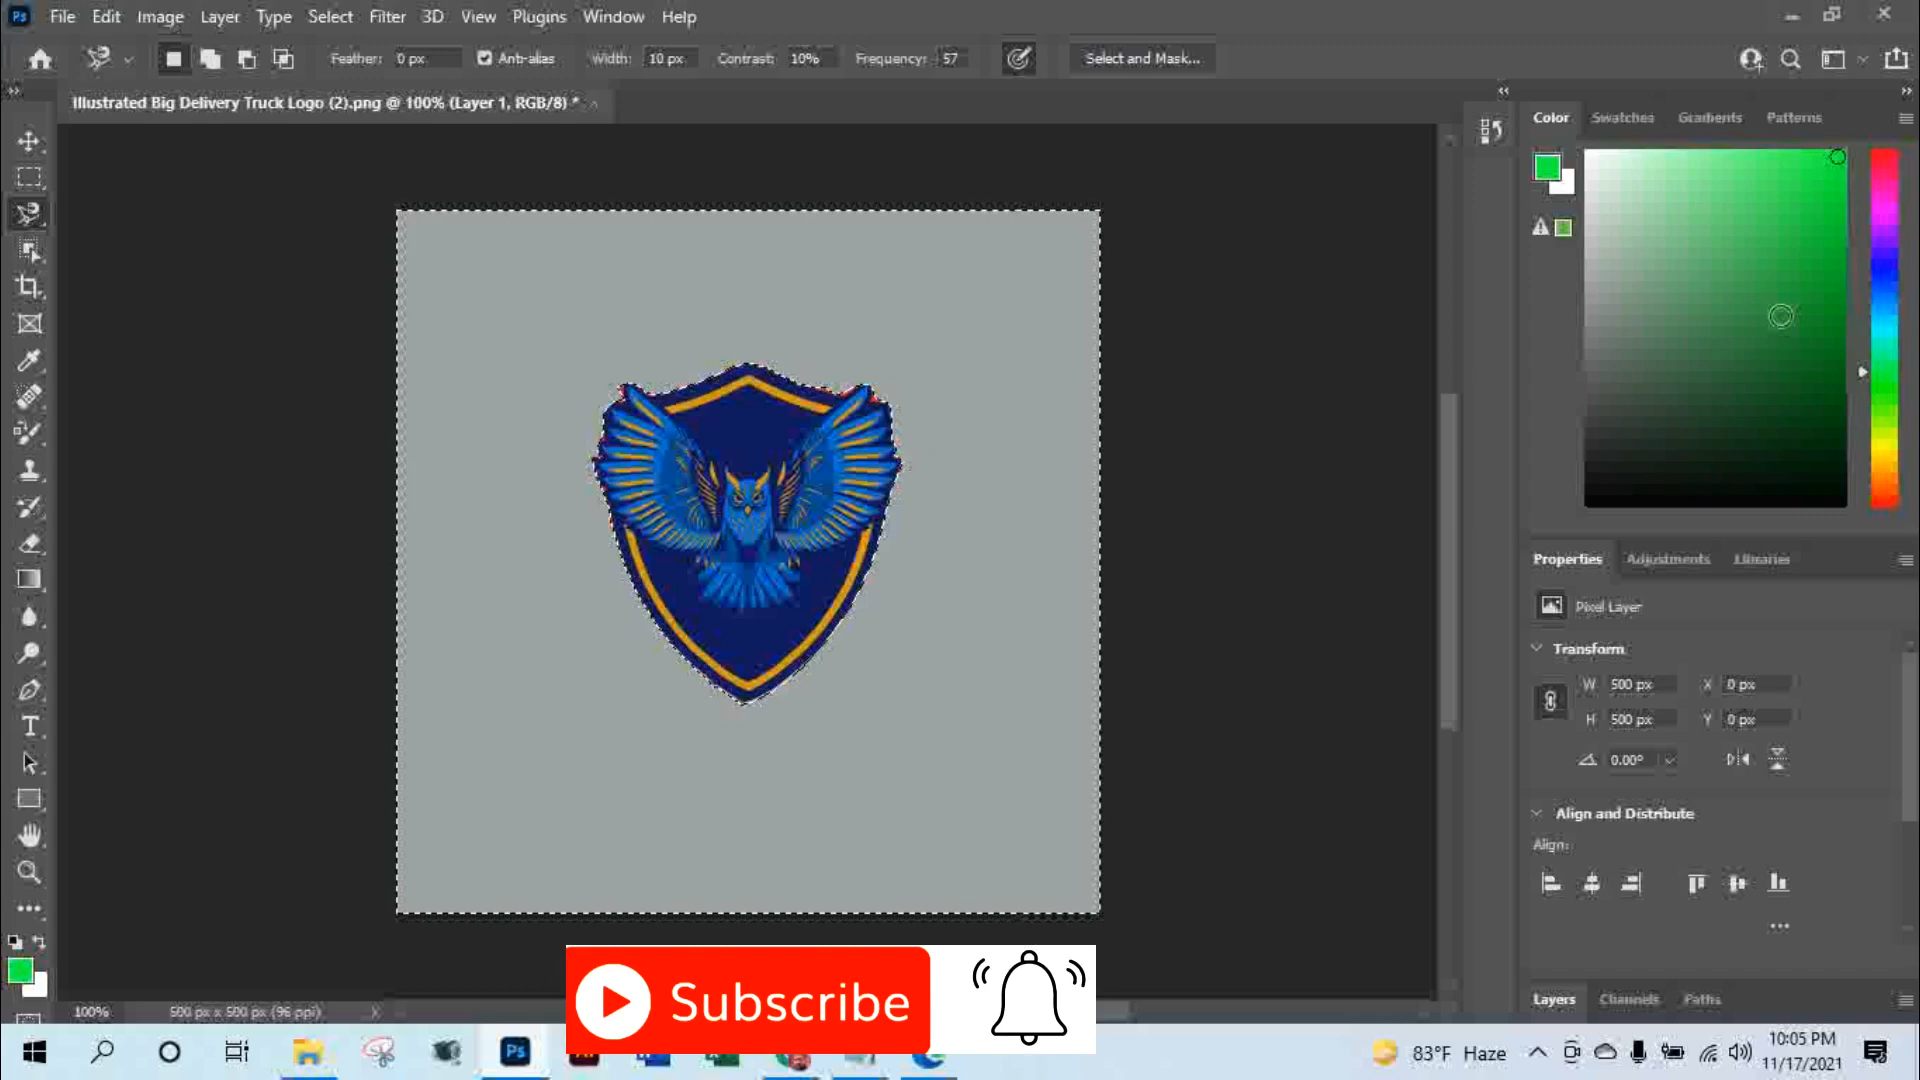 Ps File Edit Image Layer Type Select Filter 3D View Plugins Window Help
Feather: 0 px Anti-alias Width: 10 px Contrast: 10% Frequency: 57 Select and Mask...
Illustrated Big Delivery Truck Logo (2).png @ 100% (Layer 1, RGB/8) *
Color Swatches Gradients Patterns
Properties Adjustments Libraries
Pixel Layer
Transform
W 500 px X 0 px
H 500 px Y 0 px
0.00°
Align and Distribute
Align:
Layers Channels Paths
100% 500 px x 500 px (96 ppi)
Subscribe
Ps
83°F Haze
10:05 PM
11/17/2021